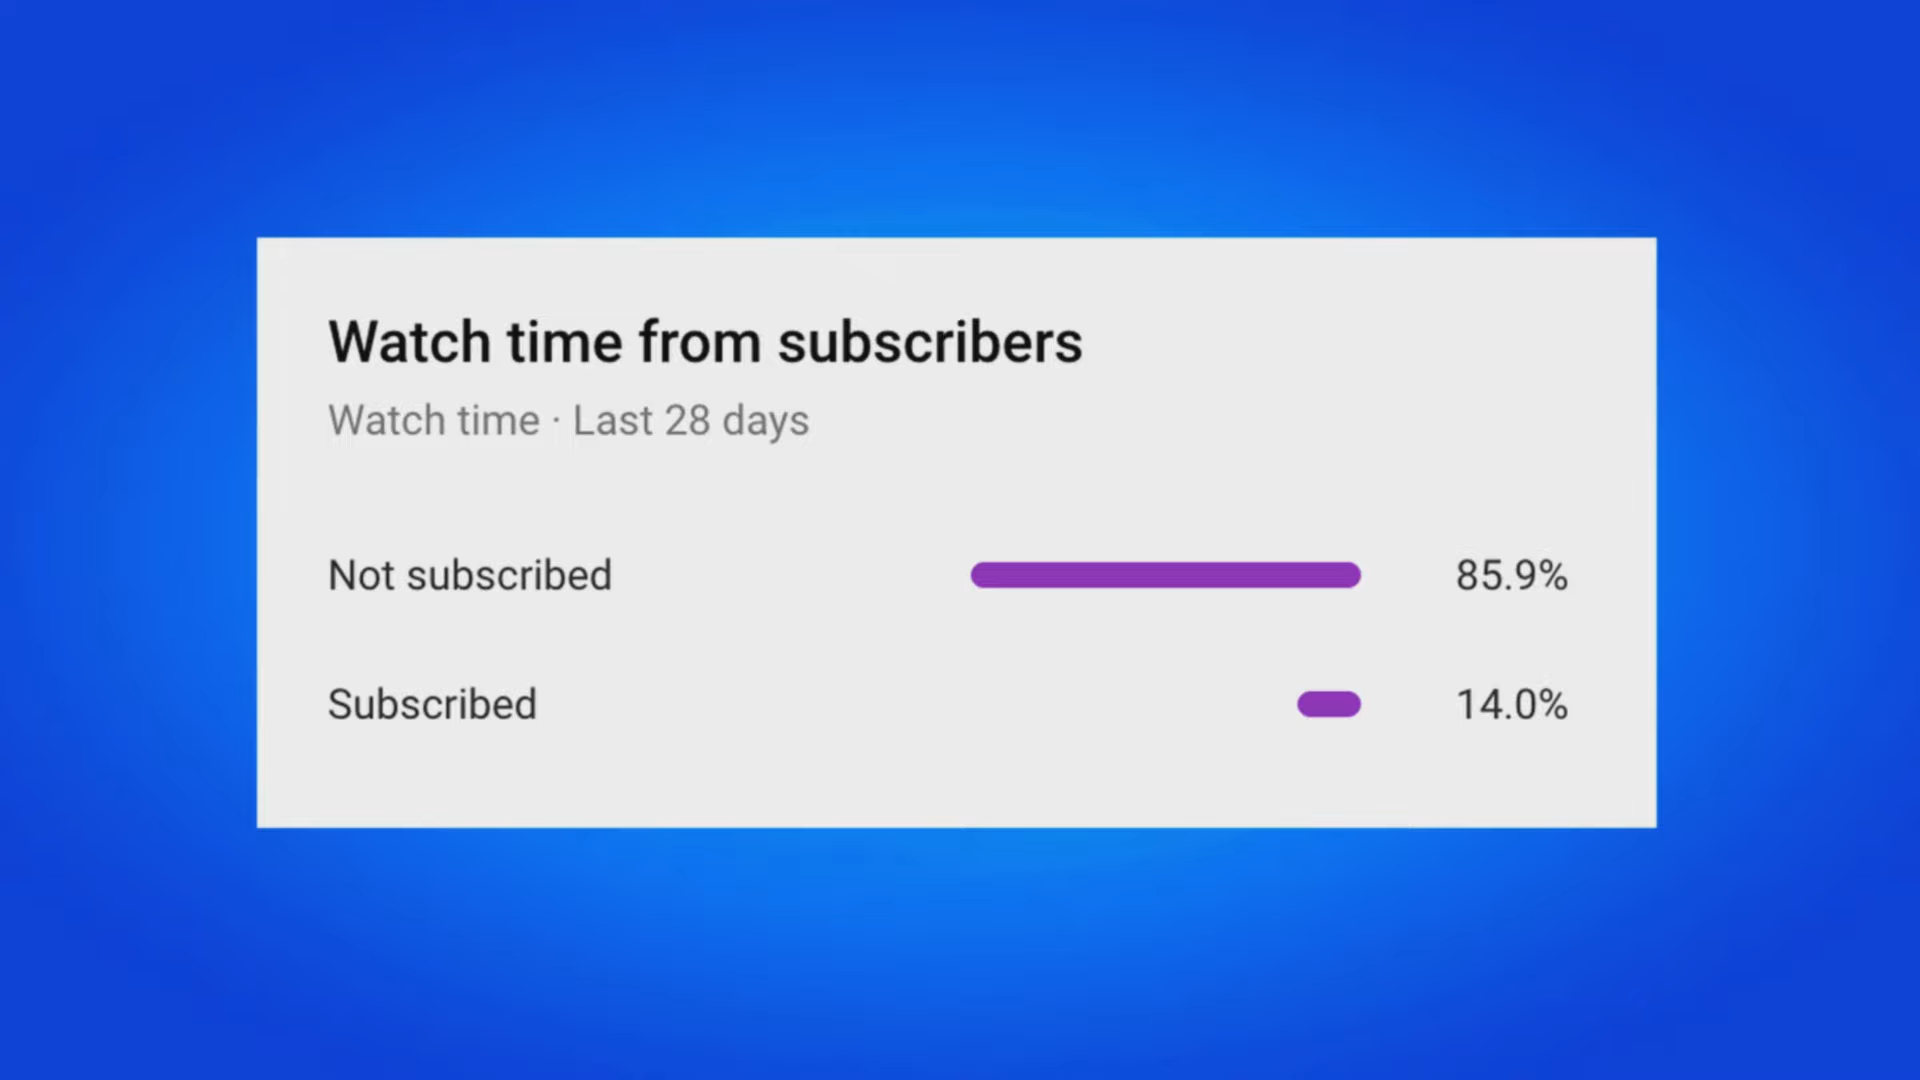 Watch time from subscribers
Watch time · Last 28 days
Not subscribed 85.9%
Subscribed 14.0%